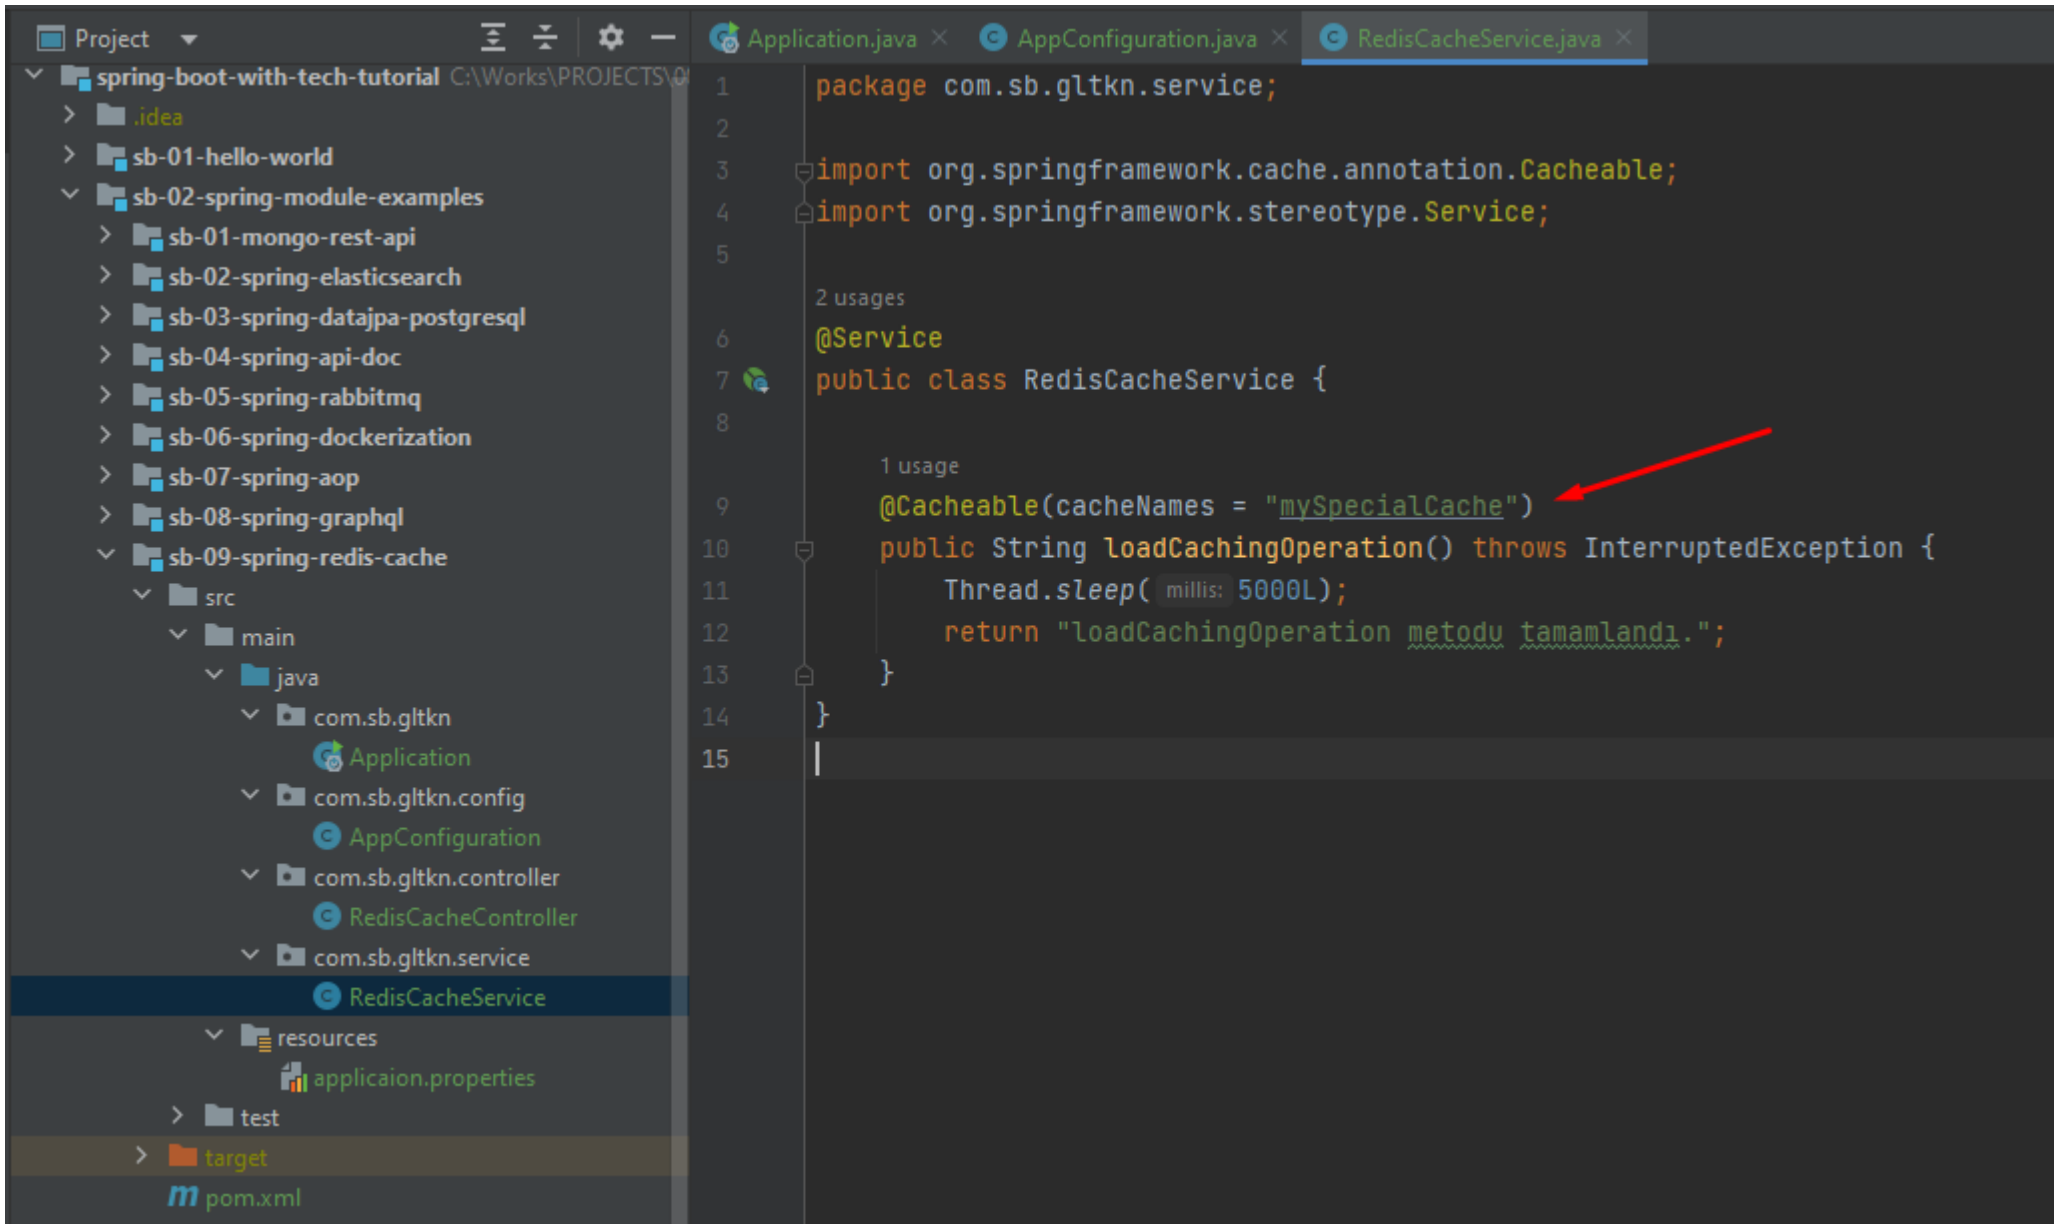 Project
Application.java
AppConfiguration.java
RedisCacheService.java
spring-boot-with-tech-tutorial C:\Works\PROJECTS\0
.idea
sb-01-hello-world
sb-02-spring-module-examples
sb-01-mongo-rest-api
sb-02-spring-elasticsearch
sb-03-spring-datajpa-postgresql
sb-04-spring-api-doc
sb-05-spring-rabbitmq
sb-06-spring-dockerization
sb-07-spring-aop
sb-08-spring-graphql
sb-09-spring-redis-cache
src
main
java
com.sb.gltkn
Application
com.sb.gltkn.config
AppConfiguration
com.sb.gltkn.controller
RedisCacheController
com.sb.gltkn.service
RedisCacheService
resources
applicaion.properties
test
target
pom.xml
1 package com.sb.gltkn.service;
2
3 import org.springframework.cache.annotation.Cacheable;
4 import org.springframework.stereotype.Service;
5
2 usages
6 @Service
7 public class RedisCacheService {
8
1 usage
9 @Cacheable(cacheNames = "mySpecialCache")
10 public String loadCachingOperation() throws InterruptedException {
11 Thread.sleep( millis: 5000L);
12 return "loadCachingOperation metodu tamamlandı.";
13 }
14 }
15